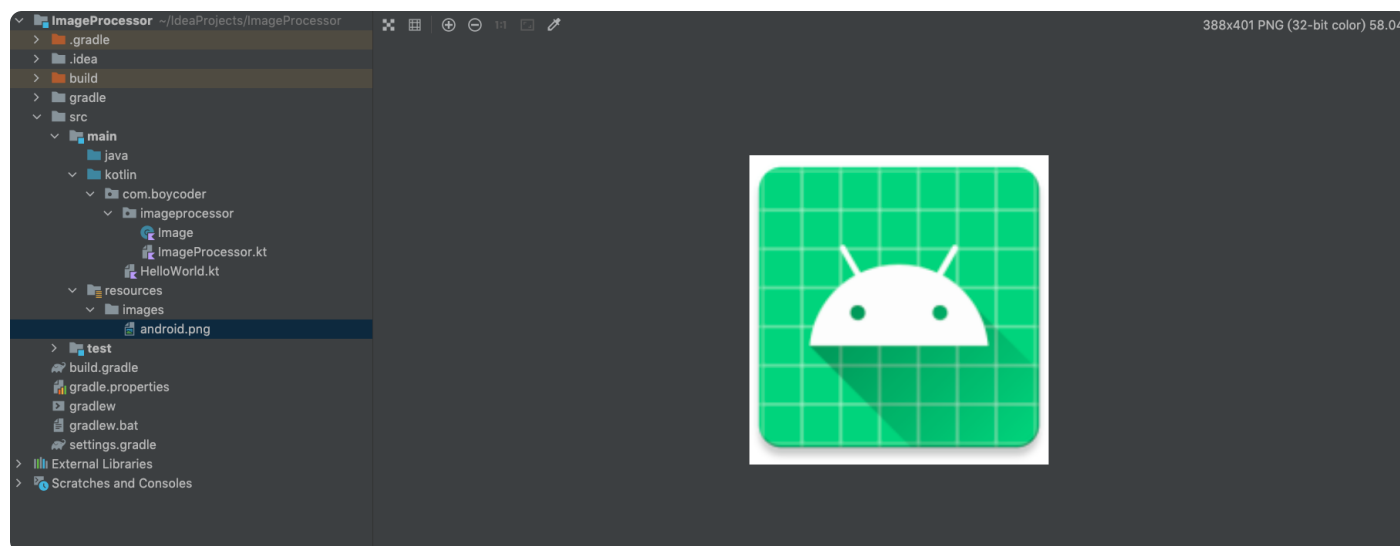 ImageProcessor ~/IdeaProjects/ImageProcessor
.gradle
.idea
build
gradle
src
main
java
kotlin
com.boycoder
imageprocessor
Image
ImageProcessor.kt
HelloWorld.kt
resources
images
android.png
test
build.gradle
gradle.properties
gradlew
gradlew.bat
settings.gradle
External Libraries
Scratches and Consoles
1:1
388x401 PNG (32-bit color) 58.04